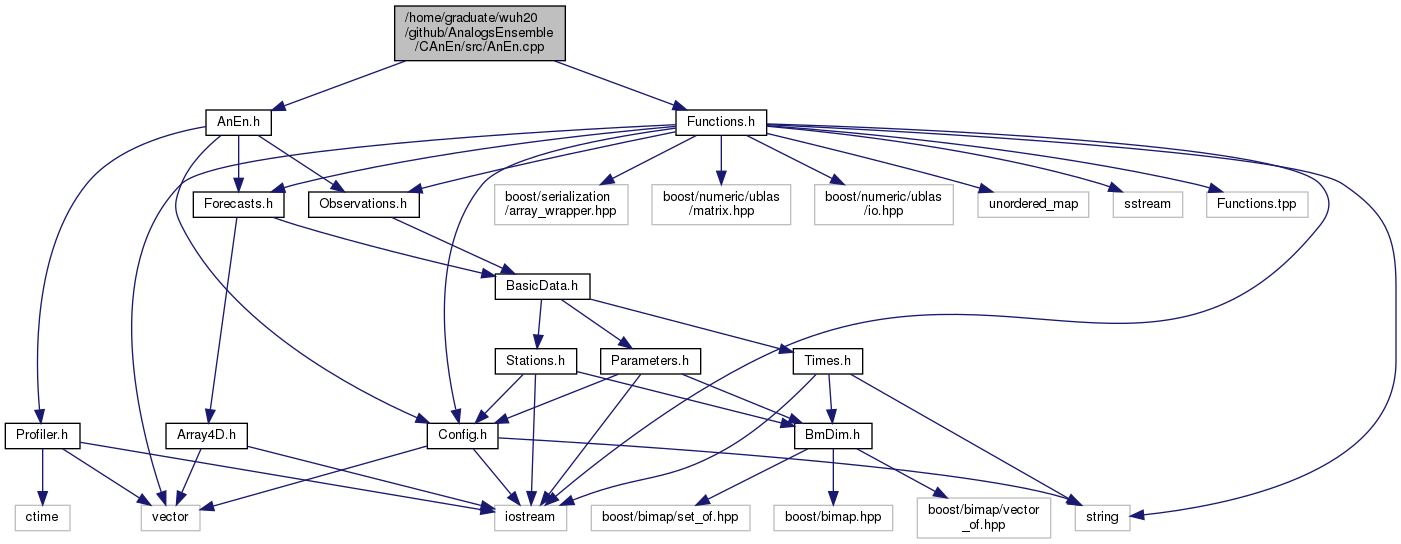 /home/graduate/wuh20
/github/AnalogsEnsemble
/CAnEn/src/AnEn.cpp
AnEn.h
Functions.h
Forecasts.h
Observations.h
boost/serialization
/array_wrapper.hpp
boost/numeric/ublas
/matrix.hpp
boost/numeric/ublas
/io.hpp
unordered_map
sstream
Functions.tpp
BasicData.h
Stations.h
Parameters.h
Times.h
Profiler.h
Array4D.h
Config.h
BmDim.h
ctime
vector
iostream
boost/bimap/set_of.hpp
boost/bimap.hpp
boost/bimap/vector
_of.hpp
string